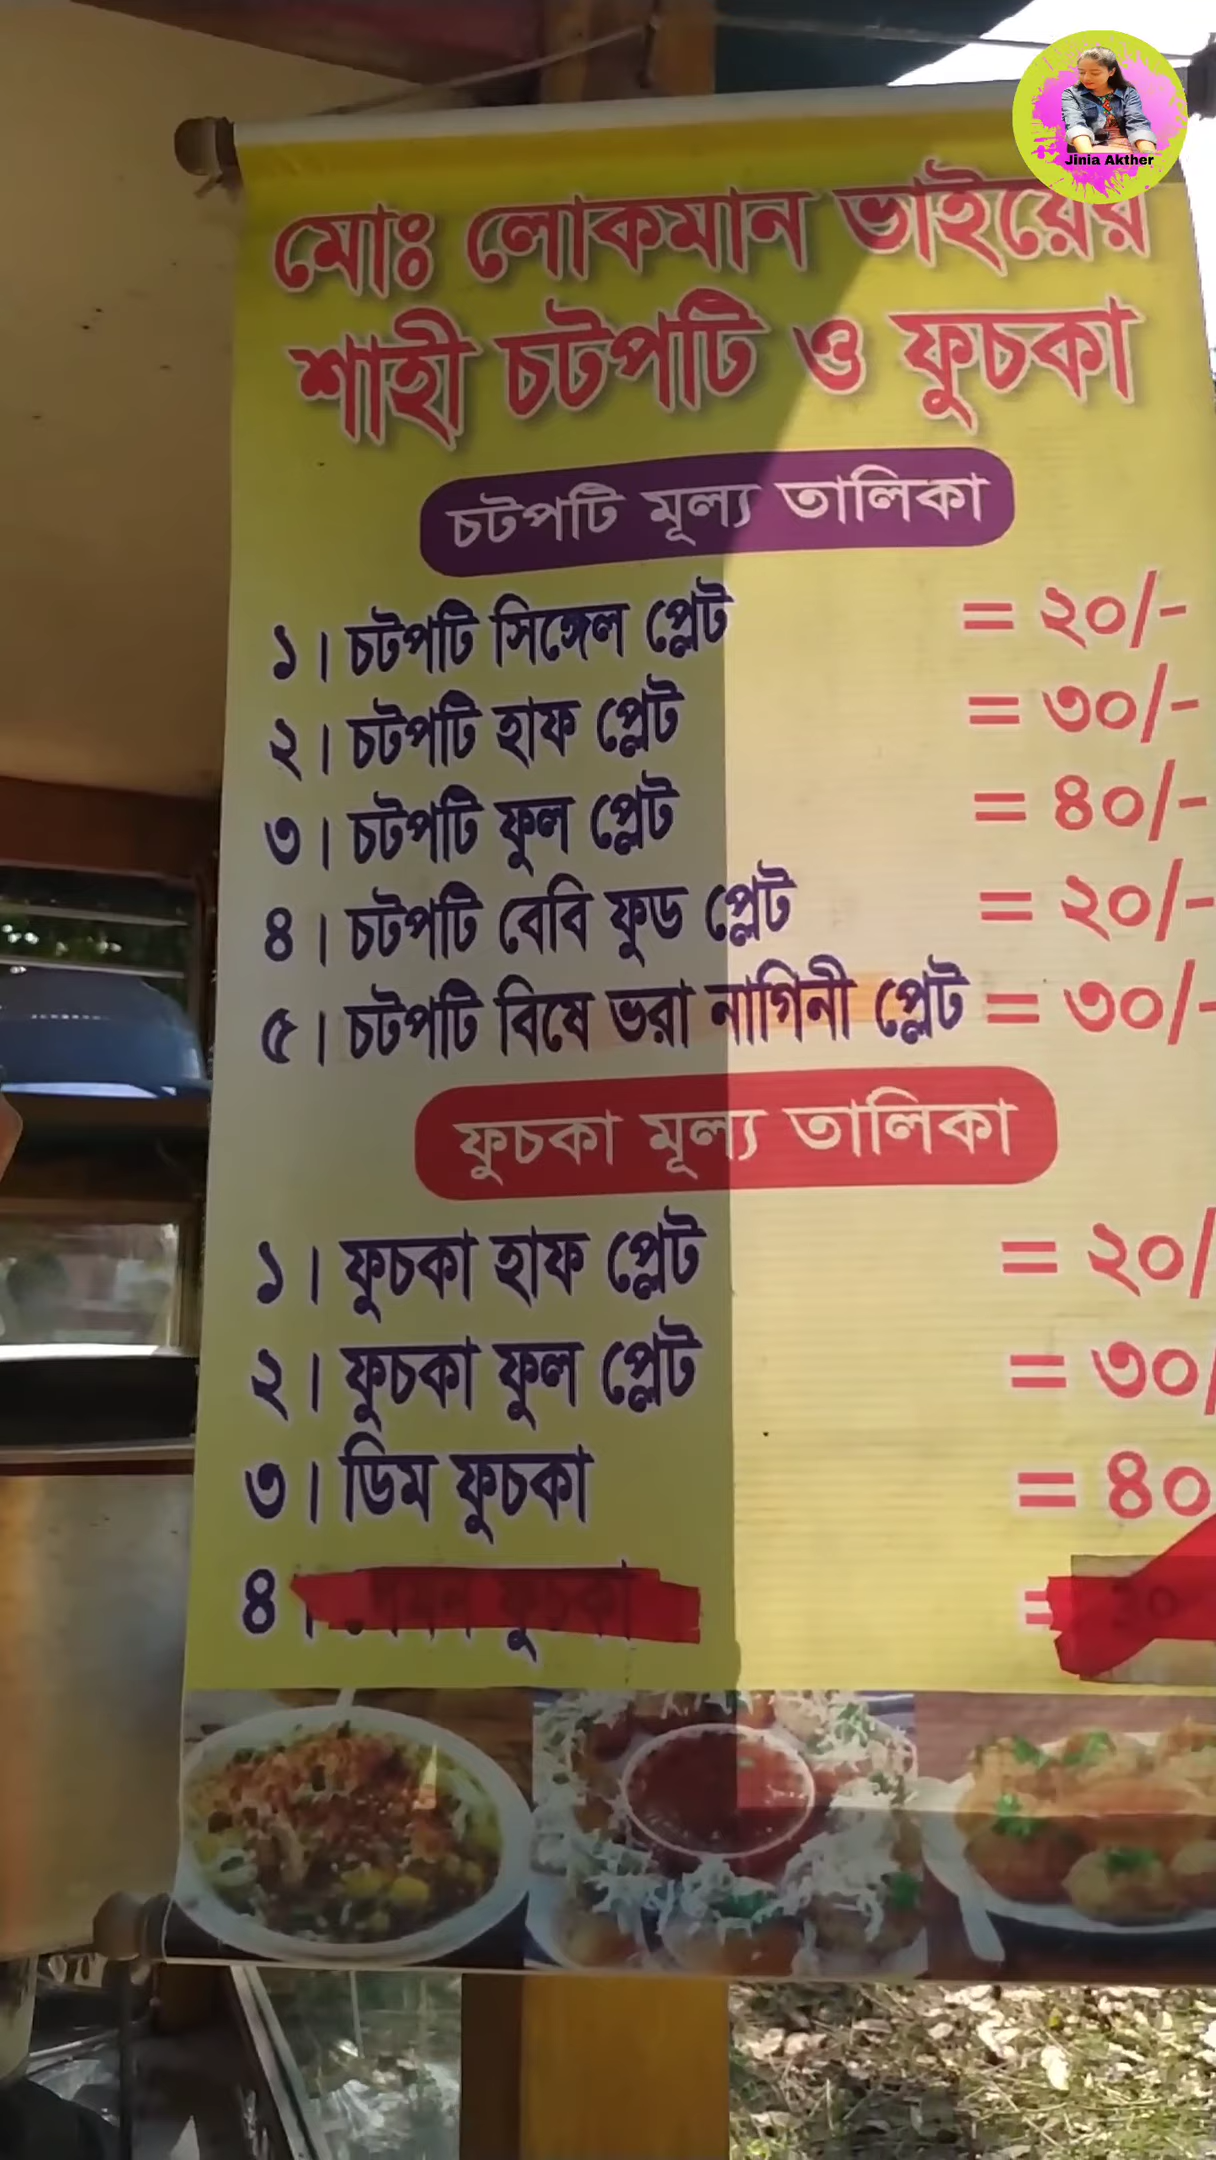 Jinia Akther
মোঃ লোকমান ভাইয়ের
শাহী চটপটি ও ফুচকা
চটপটি মূল্য তালিকা
১। চটপটি সিঙ্গেল প্লেট = ২০/-
২। চটপটি হাফ প্লেট = ৩০/-
৩। চটপটি ফুল প্লেট = ৪০/-
৪। চটপটি বেবি ফুড প্লেট = ২০/-
৫। চটপটি বিষে ভরা নাগিনী প্লেট = ৩০/-
ফুচকা মূল্য তালিকা
১। ফুচকা হাফ প্লেট = ২০/
২। ফুচকা ফুল প্লেট = ৩০/
৩। ডিম ফুচকা = ৪০
৪। ফুচকা =